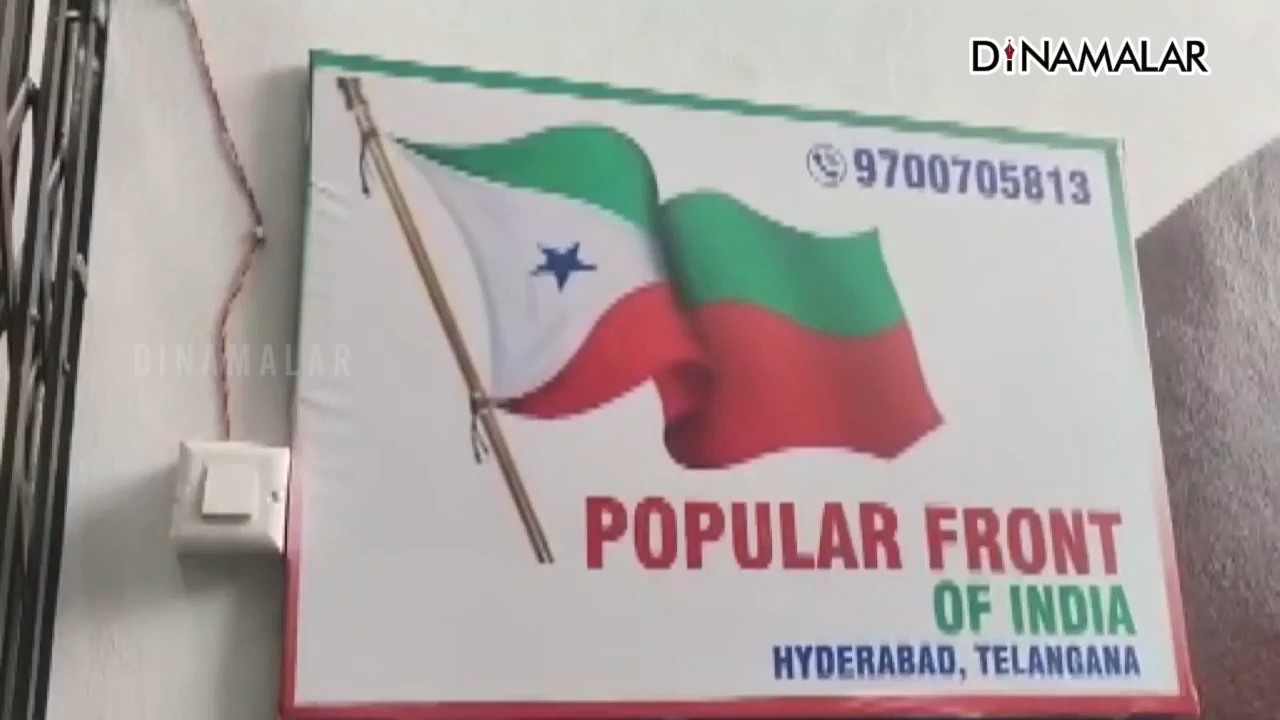 DINAMALAR
9700705813
DINAMALAR
POPULAR FRONT
OF INDIA
HYDERABAD, TELANGANA